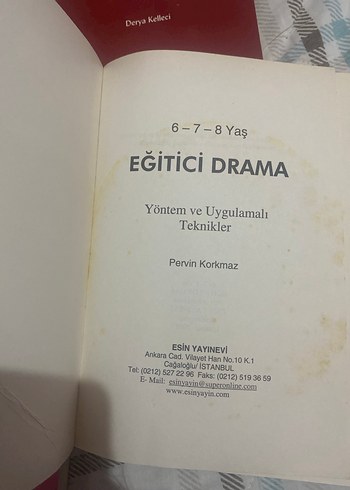 Derya Kelleci
6 – 7 – 8 Yaş
EĞİTİCİ DRAMA
Yöntem ve Uygulamalı
Teknikler
Pervin Korkmaz
ESİN YAYINEVİ
Ankara Cad. Vilayet Han No.10 K.1
Cağaloğlu/ İSTANBUL
Tel: (0212) 527 22 96  Faks: (0212) 519 36 59
E- Mail:  esinyayin@superonline.com
www.esinyayin.com